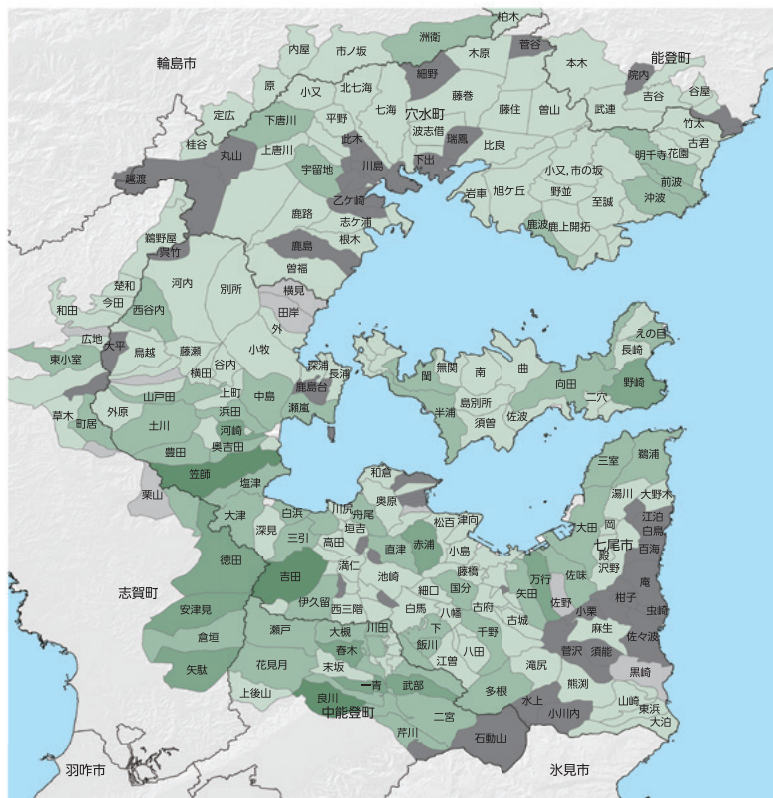 柏木
内屋
市ノ坂
洲衛
輪島市
木原
菅谷
本木
能登町
院内
細野
原
小又
北七海
七海
藤巻
穴水町
藤住
曽山
武連
吉谷
谷屋
定広
下唐川
平野
波志借
瑞鳳
竹太
桂谷
丸山
上唐川
此木
川島
下出
比良
古君
明千寺
花園
越渡
宇留地
小又,市の坂
前波
乙ケ崎
岩車
旭ケ丘
野並
至誠
沖波
鹿路
志ケ浦
鹿波
鹿上開拓
鵜野屋
呉竹
鹿島
根木
河内
別所
曽福
楚和
今田
和田
西谷内
横見
田岸
外
広地
大平
東小室
鳥越
藤瀬
小牧
えの目
長崎
谷内
横田
深浦
長浦
閨
無関
南
曲
向田
野崎
山戸田
上町
中島
鹿島台
瀬嵐
草木
町居
外原
浜田
半浦
島別所
二穴
土川
河崎
須曽
佐波
豊田
奥吉田
鵜浦
笠師
塩津
和倉
三室
栗山
奥原
湯川
大野木
大津
白浜
川尻
舟尾
松百
津向
江泊
深見
三引
垣吉
大田
岡
白鳥
高田
直津
赤浦
小島
七尾市
殿
百海
徳田
満仁
沢野
志賀町
吉田
池崎
藤橋
万行
佐味
庵
伊久留
細口
国分
矢田
佐野
柑子
安津見
西三階
白馬
八幡
古府
小栗
虫崎
倉垣
瀬戸
大槻
川田
下
千野
古城
麻生
佐々波
春木
飯川
菅沢
須能
花見月
末坂
江曽
八田
滝尻
矢駄
黒崎
上後山
一青
武部
多根
熊渕
良川
水上
山崎
東浜
中能登町
二宮
小川内
大泊
芹川
石動山
羽咋市
氷見市